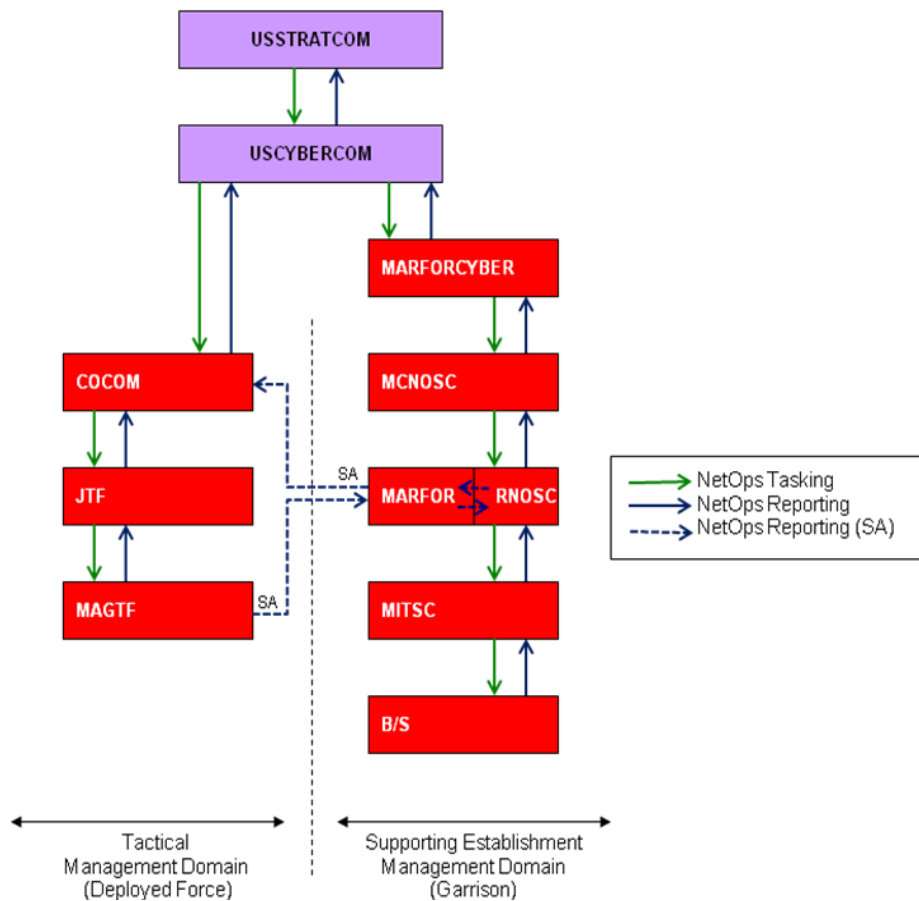 USSTRATCOM
USCYBERCOM
MARFORCYBER
COCOM
MCNOSC
SA
JTF
MARFOR
RNOSC
NetOps Tasking
NetOps Reporting
NetOps Reporting (SA)
MAGTF
SA
MITSC
B/S
Tactical
Management Domain
(Deployed Force)
Supporting Establishment
Management Domain
(Garrison)